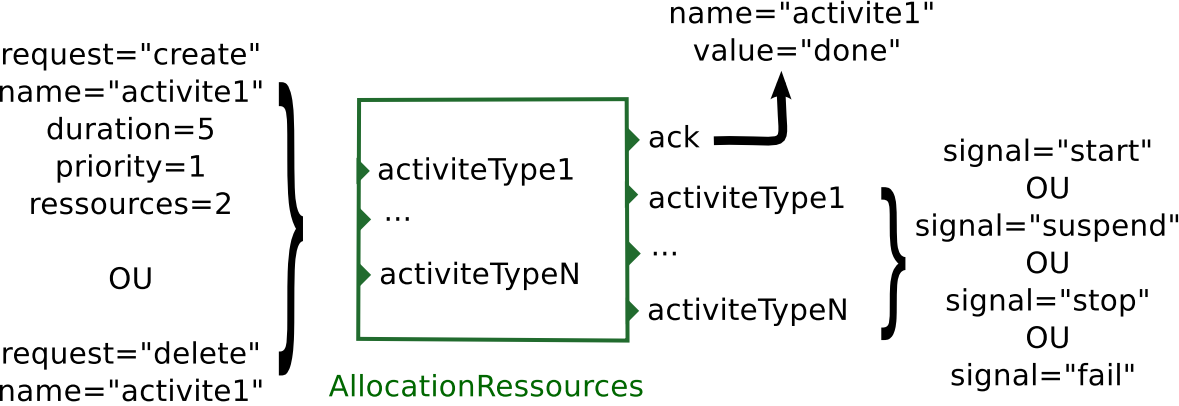 request="create"
name="activite1"
duration=5
priority=1
ressources=2
OU
request="delete"
name="activite1"
activiteType1
...
activiteTypeN
AllocationRessources
name="activite1"
value="done"
ack
activiteType1
...
activiteTypeN
signal="start"
OU
signal="suspend"
OU
signal="stop"
OU
signal="fail"